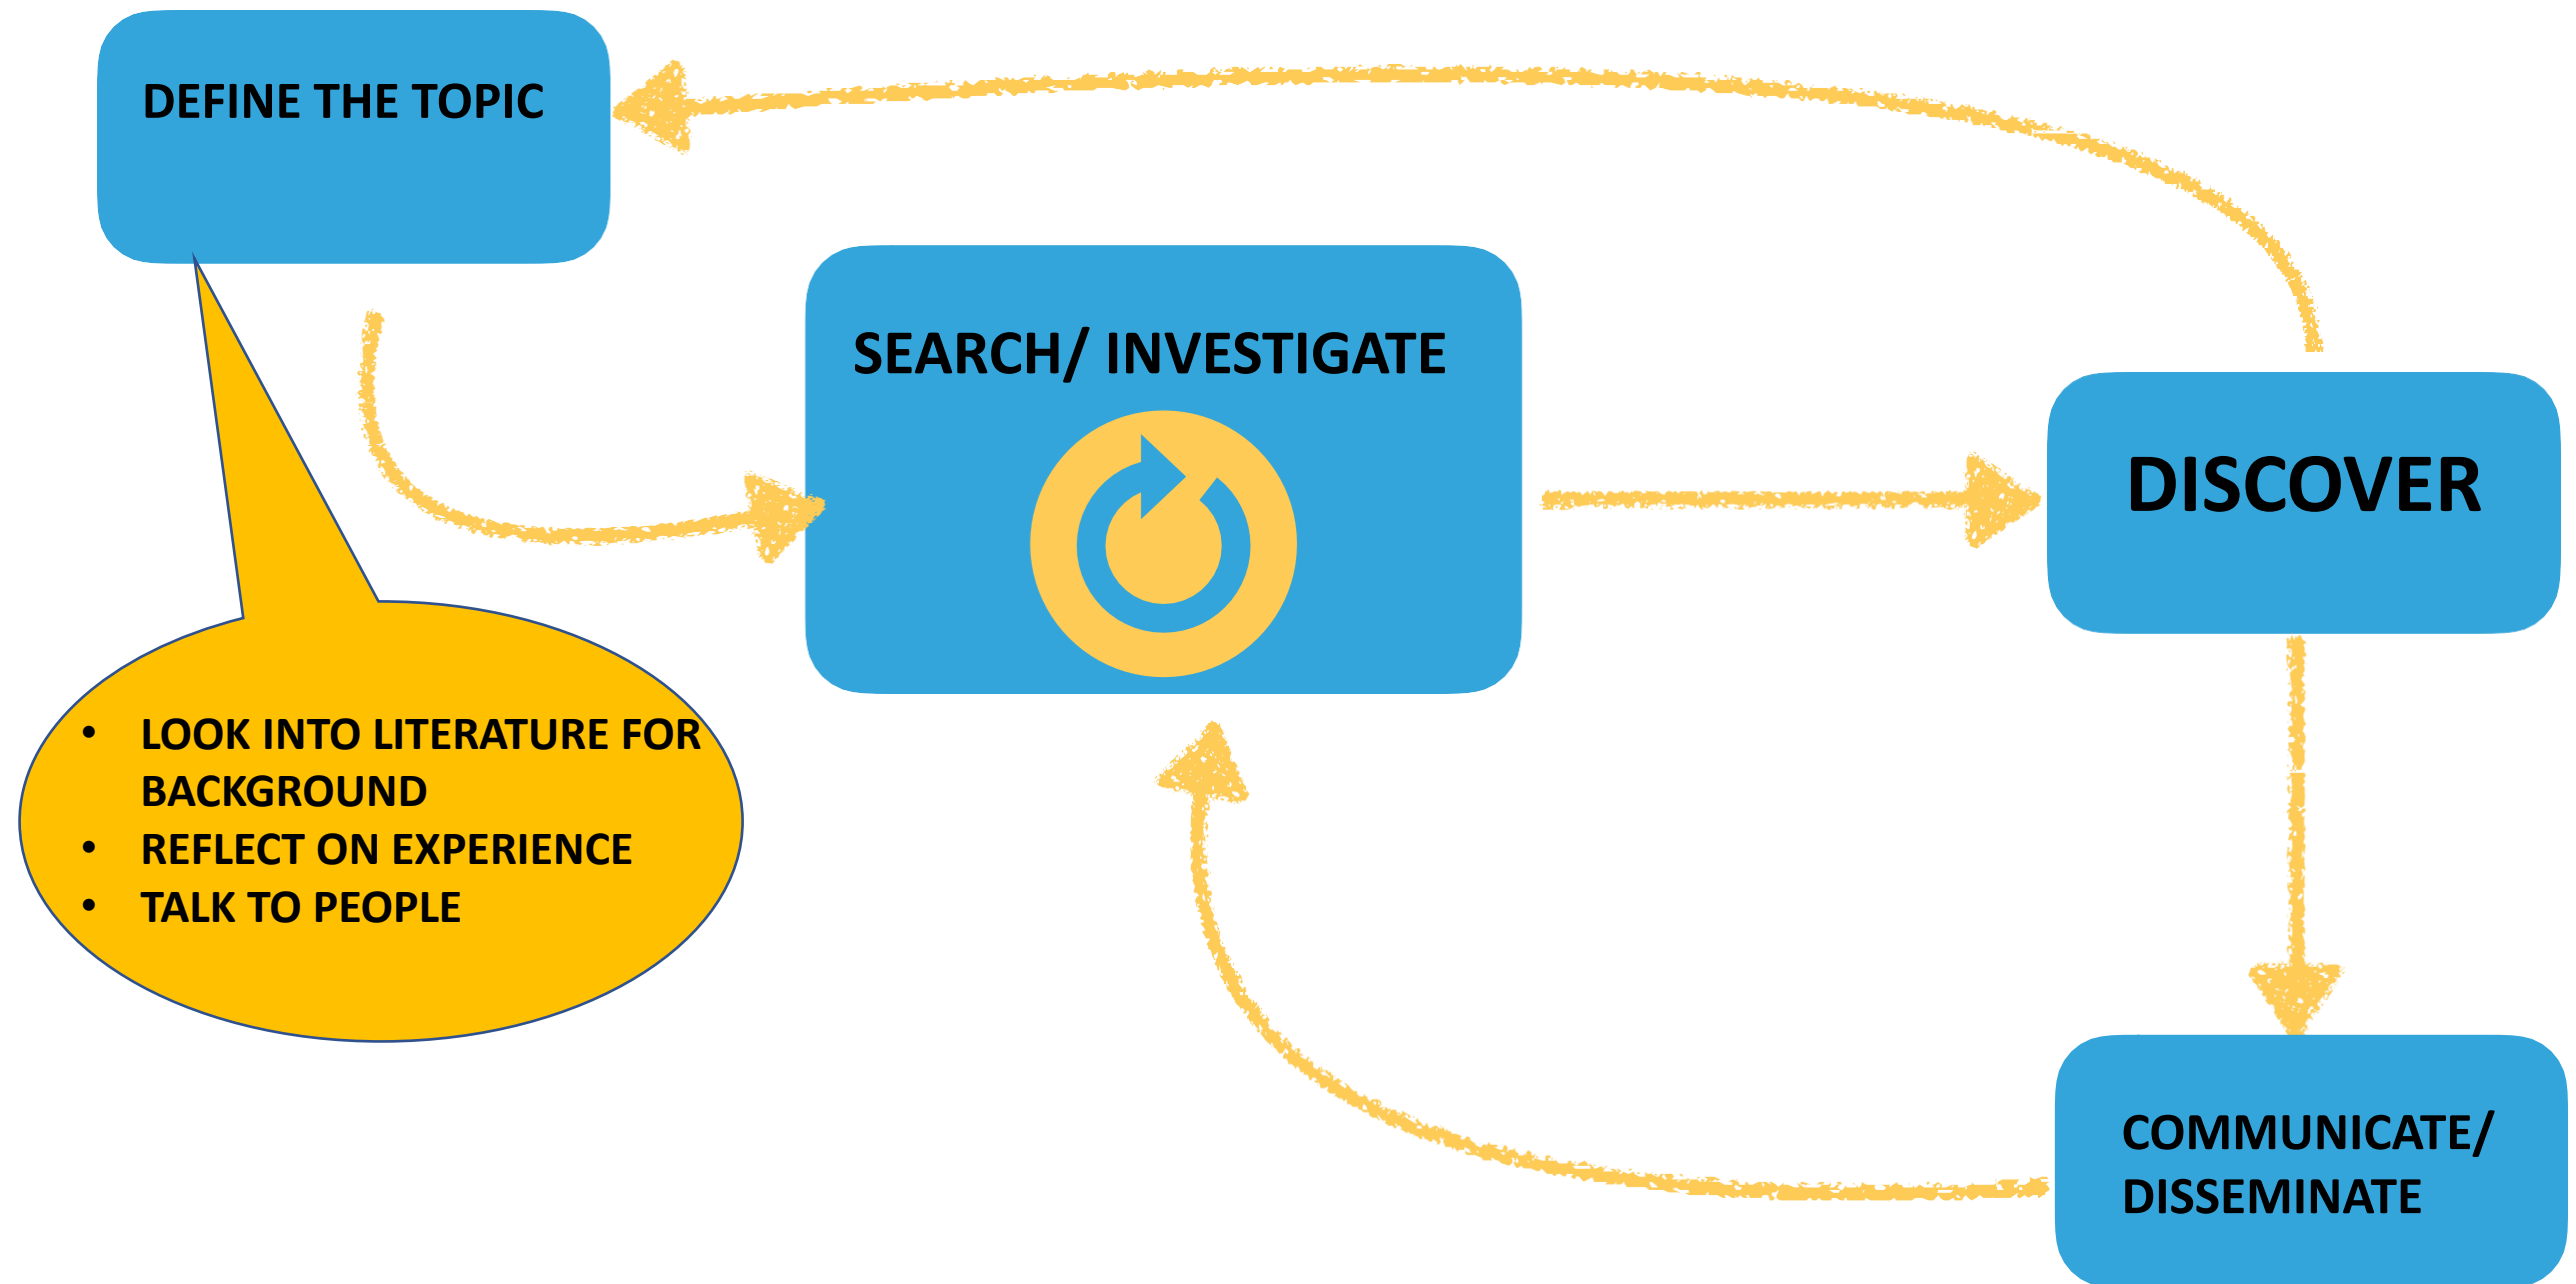 DEFINE THE TOPIC
SEARCH/ INVESTIGATE
DISCOVER
• LOOK INTO LITERATURE FOR
BACKGROUND
• REFLECT ON EXPERIENCE
• TALK TO PEOPLE
COMMUNICATE/
DISSEMINATE